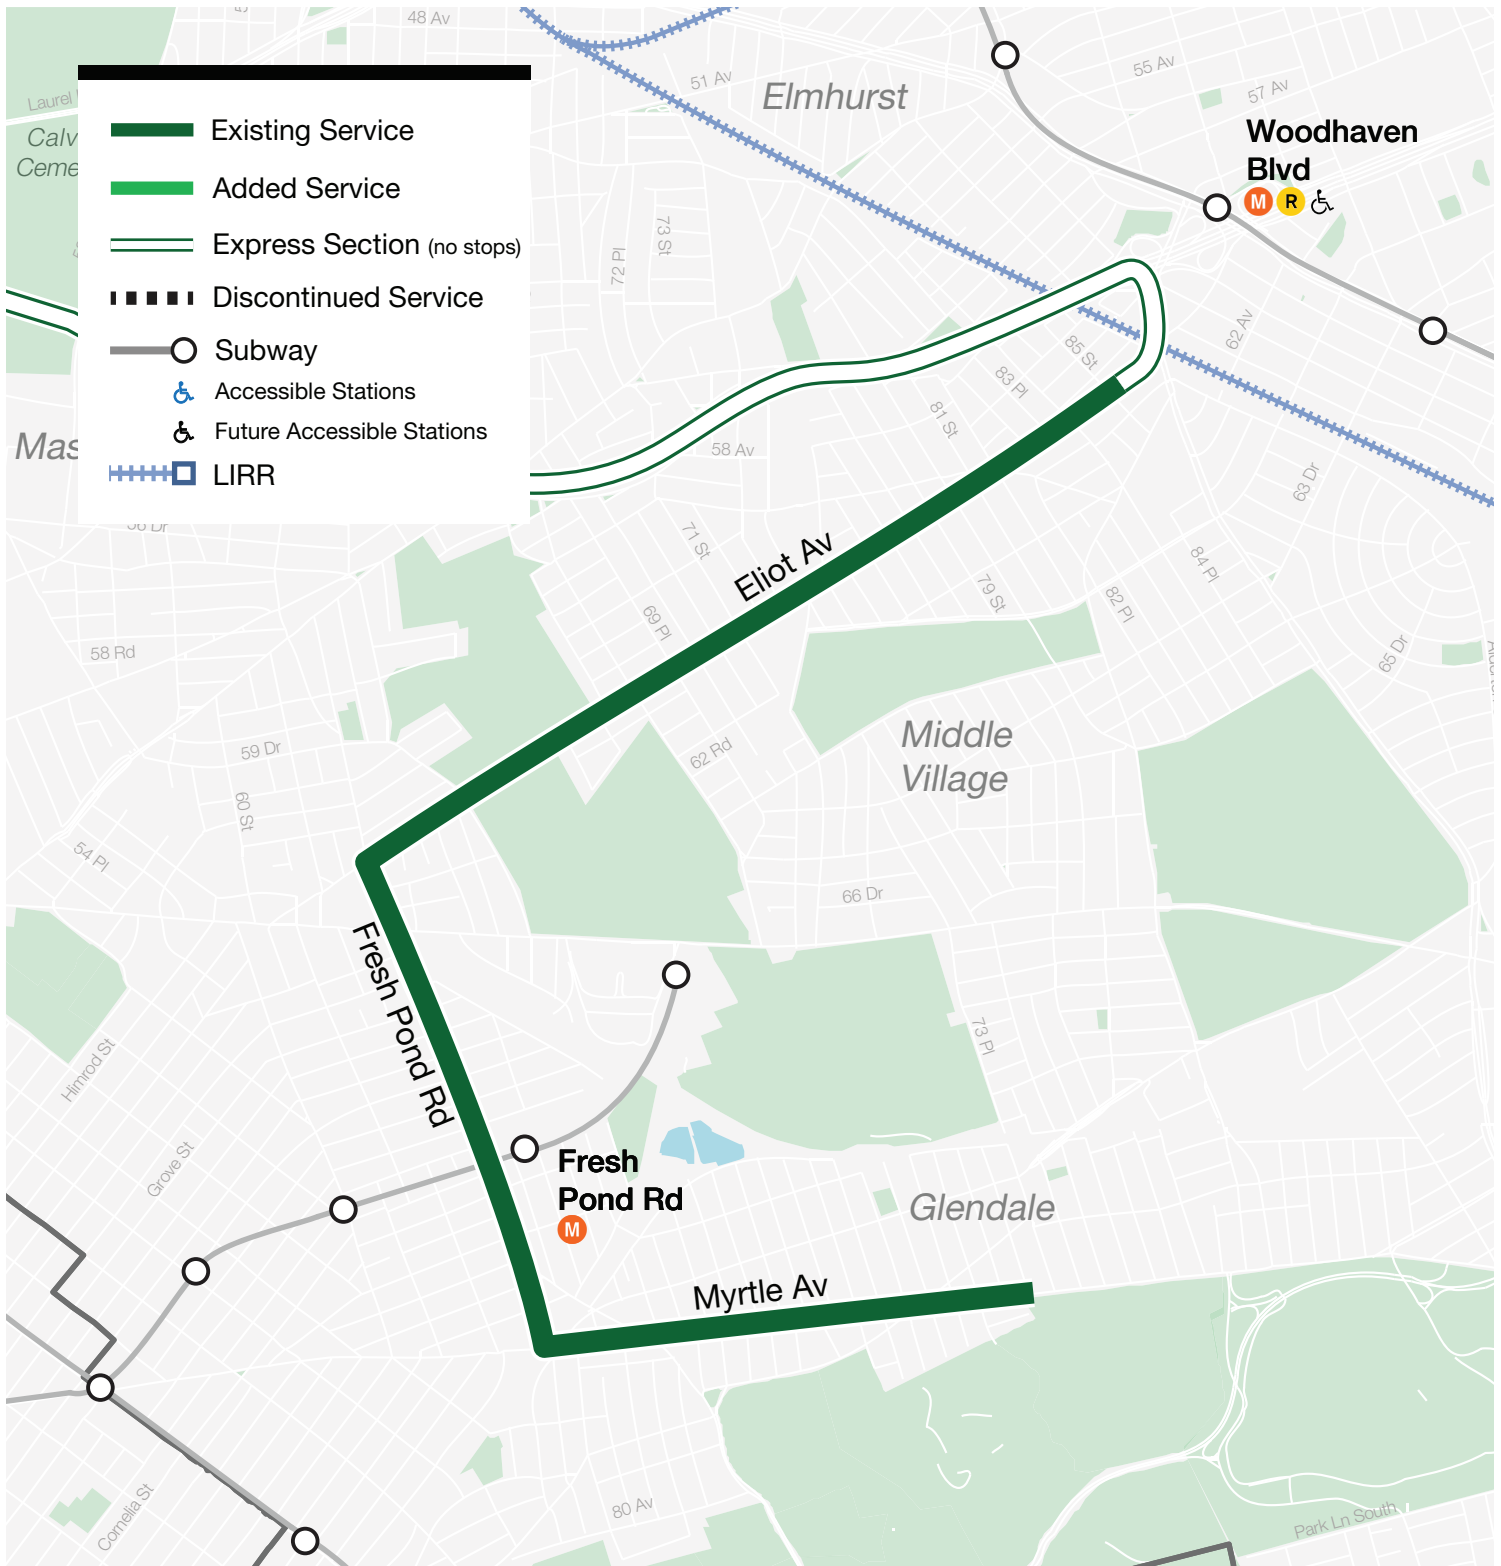 48 Av
51 Av
Elmhurst
55 Av
57 Av
Laurel
Calv
Ceme
Existing Service
Added Service
Express Section (no stops)
Discontinued Service
Subway
Accessible Stations
Future Accessible Stations
LIRR
Woodhaven
Blvd
M R
73 St
72 Pl
62 Av
85 St
83 Pl
81 St
Mas
58 Av
63 Dr
56 Dr
71 St
Eliot Av
84 Pl
79 St
82 Pl
69 Pl
58 Rd
65 Dr
Middle
Village
59 Dr
62 Rd
60 St
54 Pl
66 Dr
Fresh Pond Rd
73 Pl
Himrod St
Grove St
Fresh
Pond Rd
M
Glendale
Myrtle Av
80 Av
Cornelia St
Park Ln South